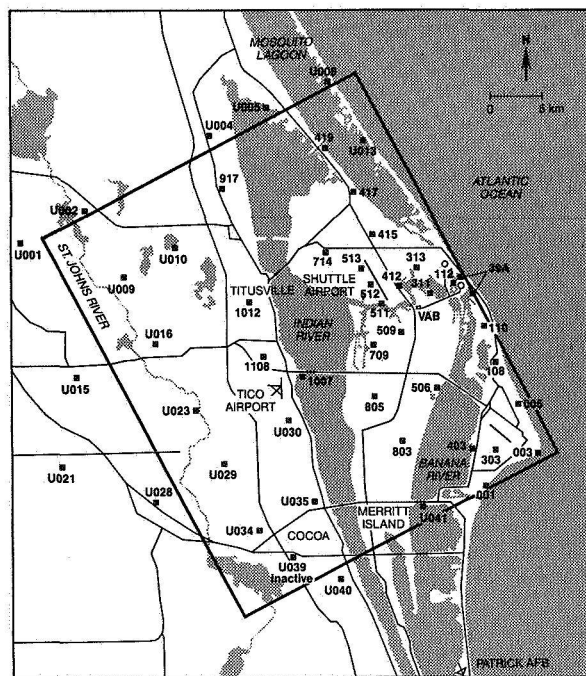 MOSQUITO
LAGOON
U006
N
0
5 km
U005
U004
419
U013
917
417
ATLANTIC
OCEAN
U002
415
U001
ST. JOHNS RIVER
U010
714
513
313
112
39A
SHUTTLE
AIRPORT
412
311
U009
TITUSVILLE
512
1012
INDIAN
RIVER
511
VAB
509
110
U016
709
1108
108
1007
U015
TICO
AIRPORT
506
805
005
U023
U030
803
403
303
003
U021
U029
BANANA
RIVER
001
U028
U035
MERRITT
ISLAND
U041
U034
COCOA
U039
Inactive
U040
PATRICK AFB